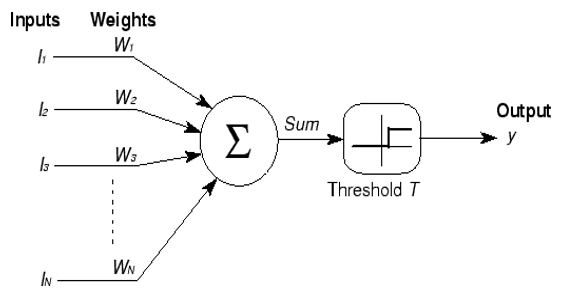 Inputs Weights
I1 W1
I2 W2
I3 W3
IN WN
Σ
Sum
Threshold T
Output
y